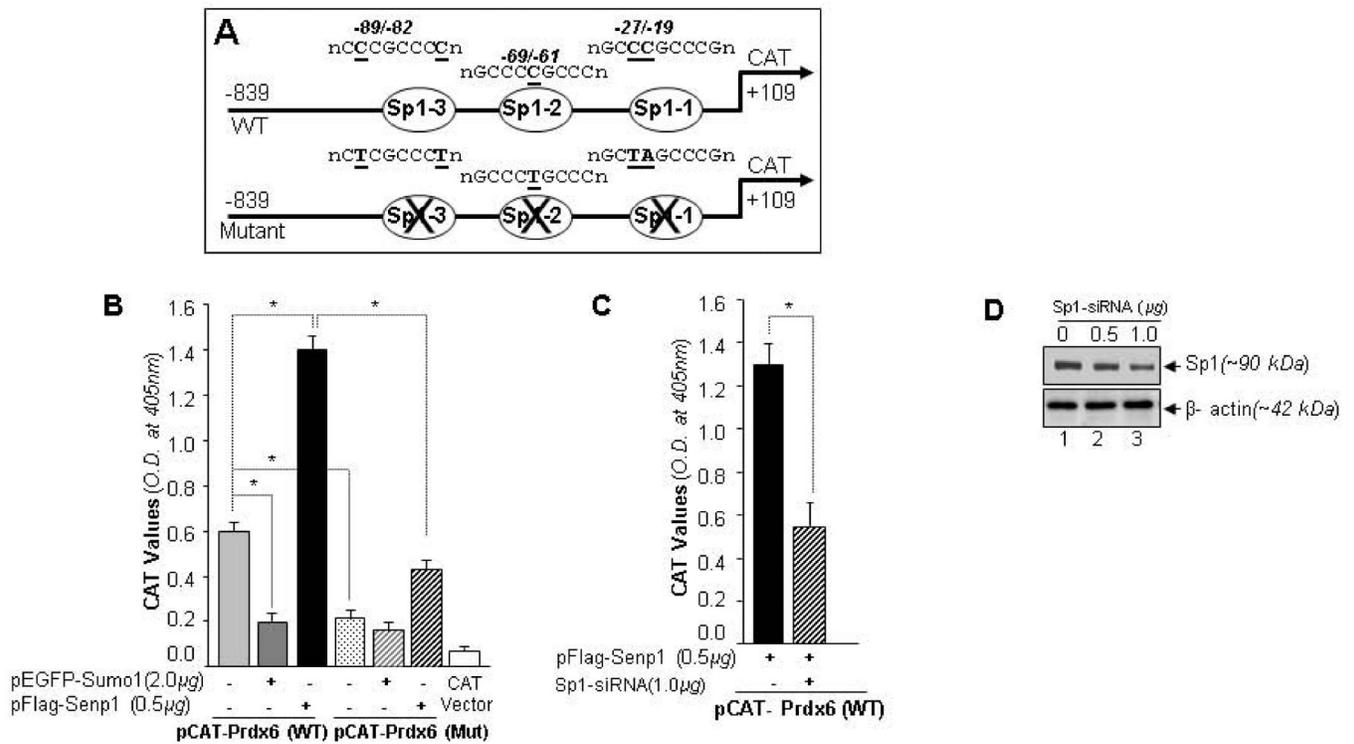 A
-89/-82
nCCCGCCCCn
-69/-61
nGCCCCGCCCn
-27/-19
nGCCCCGCCCGn
CAT
-839
WT
Sp1-3
Sp1-2
Sp1-1
+109
nCTCGCCCTn
nGCCCTGCCCn
nGCTAGCCCGn
CAT
-839
Mutant
Sp1-3
Sp1-2
Sp1-1
+109
B
CAT Values (O.D. at 405nm)
1.6
1.4
1.2
1.0
0.8
0.6
0.4
0.2
0.0
* *
*
*
pEGFP-Sumo1(2.0µg) - + - - + - CAT
pFlag-Senp1 (0.5µg) - - + - - + Vector
pCAT-Prdx6 (WT) pCAT-Prdx6 (Mut)
C
CAT Values (O.D. at 405nm)
1.6
1.4
1.2
1.0
0.8
0.6
0.4
0.2
0.0
*
pFlag-Senp1 (0.5µg) + +
Sp1-siRNA(1.0µg) - +
pCAT- Prdx6 (WT)
D
Sp1-siRNA (µg)
0 0.5 1.0
Sp1(~90 kDa)
β- actin(~42 kDa)
1 2 3